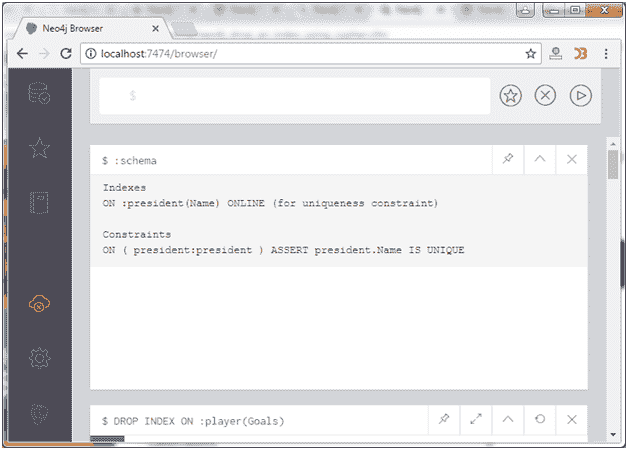 Neo4j Browser
localhost:7474/browser/
$
$ :schema
Indexes
ON :president(Name) ONLINE (for uniqueness constraint)
Constraints
ON ( president:president ) ASSERT president.Name IS UNIQUE
$ DROP INDEX ON :player(Goals)